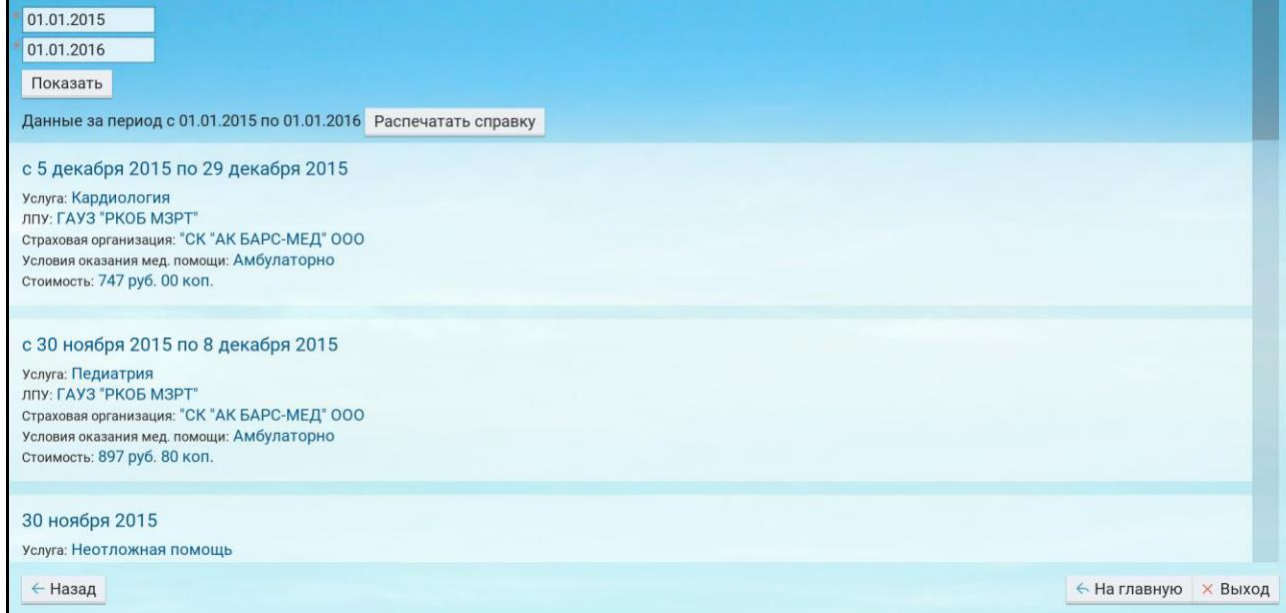 * 01.01.2015
* 01.01.2016
Показать
Данные за период с 01.01.2015 по 01.01.2016 Распечатать справку
с 5 декабря 2015 по 29 декабря 2015
Услуга: Кардиология
ЛПУ: ГАУЗ "РКОБ МЗРТ"
Страховая организация: "СК "АК БАРС-МЕД" ООО
Условия оказания мед. помощи: Амбулаторно
Стоимость: 747 руб. 00 коп.
с 30 ноября 2015 по 8 декабря 2015
Услуга: Педиатрия
ЛПУ: ГАУЗ "РКОБ МЗРТ"
Страховая организация: "СК "АК БАРС-МЕД" ООО
Условия оказания мед. помощи: Амбулаторно
Стоимость: 897 руб. 80 коп.
30 ноября 2015
Услуга: Неотложная помощь
Назад На главную Выход